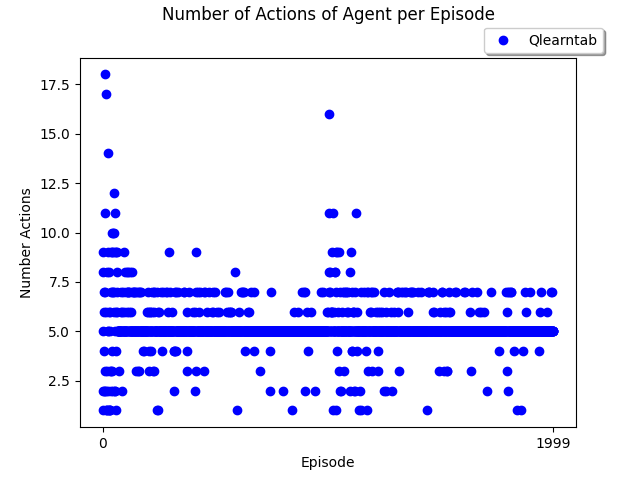 Number of Actions of Agent per Episode
Qlearntab
17.5
15.0
12.5
10.0
7.5
5.0
2.5
Number Actions
0
1999
Episode